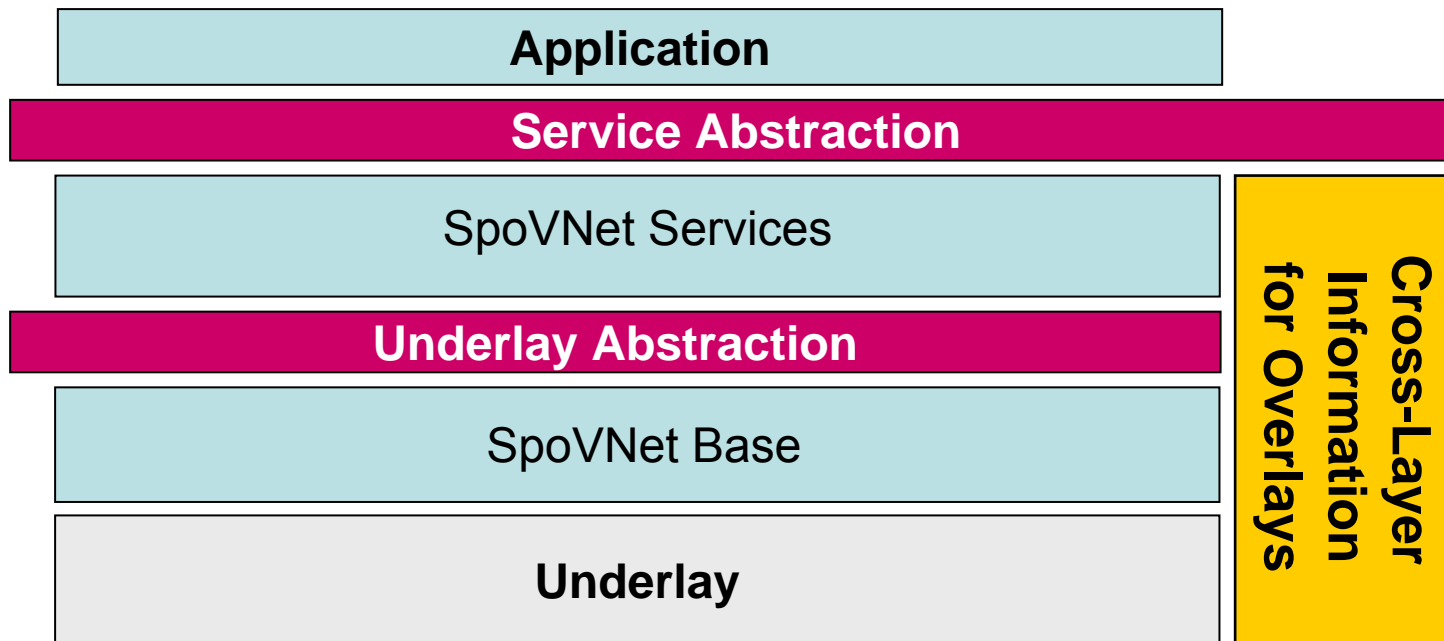 Application
Service Abstraction
SpoVNet Services
Underlay Abstraction
SpoVNet Base
Underlay
Cross-Layer
Information
for Overlays